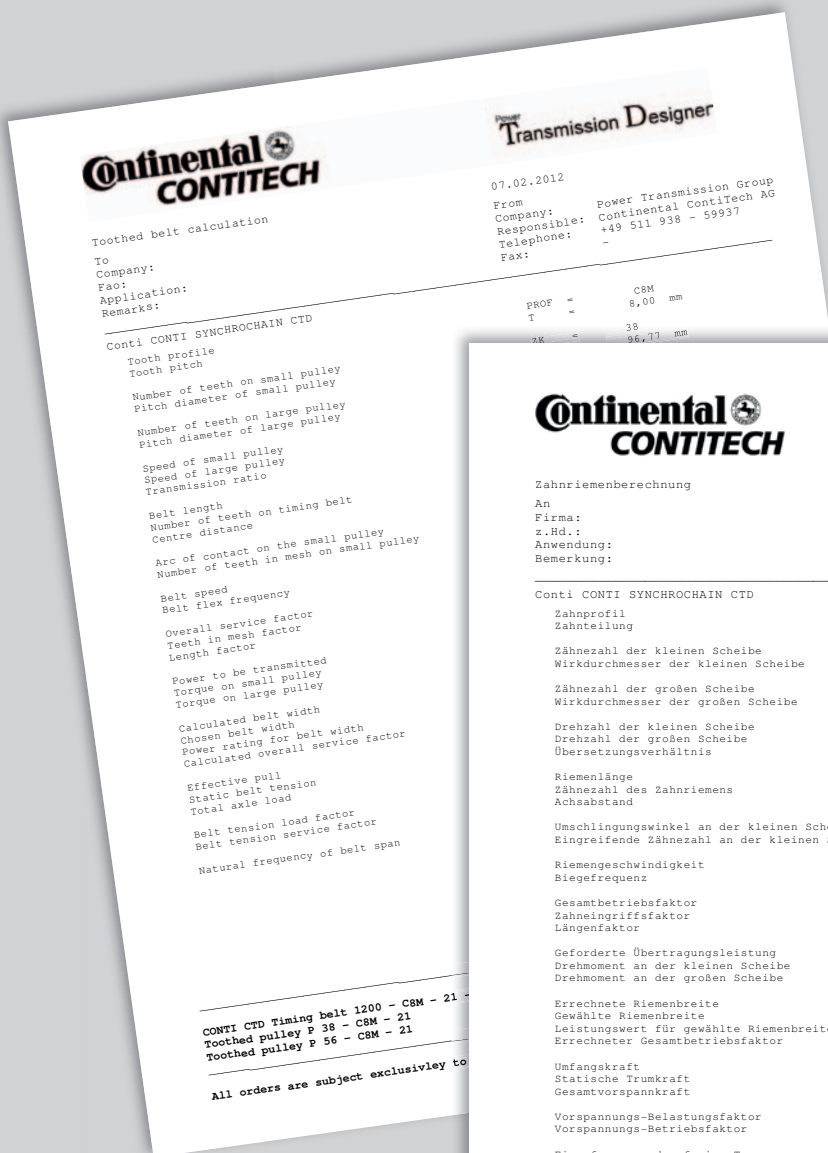 Continental
CONTITECH
Power
Transmission Designer
07.02.2012
From
Company: Power Transmission Group
Responsible: Continental ContiTech AG
Telephone: +49 511 938 - 59937
Fax: -
Toothed belt calculation
To
Company:
Fao:
Application:
Remarks:
Conti CONTI SYNCHROCHAIN CTD
Tooth profile PROF = C8M
Tooth pitch T = 8,00 mm
Number of teeth on small pulley ZK = 38
Pitch diameter of small pulley 96,77 mm
Number of teeth on large pulley
Pitch diameter of large pulley
Speed of small pulley
Speed of large pulley
Transmission ratio
Belt length
Number of teeth on timing belt
Centre distance
Arc of contact on the small pulley
Number of teeth in mesh on small pulley
Belt speed
Belt flex frequency
Overall service factor
Teeth in mesh factor
Length factor
Power to be transmitted
Torque on small pulley
Torque on large pulley
Calculated belt width
Chosen belt width
Power rating for belt width
Calculated overall service factor
Effective pull
Static belt tension
Total axle load
Belt tension load factor
Belt tension service factor
Natural frequency of belt span
CONTI CTD Timing belt 1200 - C8M - 21 -
Toothed pulley P 38 - C8M - 21
Toothed pulley P 56 - C8M - 21
All orders are subject exclusivley to
Continental
CONTITECH
Zahnriemenberechnung
An
Firma:
z.Hd.:
Anwendung:
Bemerkung:
Conti CONTI SYNCHROCHAIN CTD
Zahnprofil
Zahnteilung
Zähnezahl der kleinen Scheibe
Wirkdurchmesser der kleinen Scheibe
Zähnezahl der großen Scheibe
Wirkdurchmesser der großen Scheibe
Drehzahl der kleinen Scheibe
Drehzahl der großen Scheibe
Übersetzungsverhältnis
Riemenlänge
Zähnezahl des Zahnriemens
Achsabstand
Umschlingungswinkel an der kleinen Sche
Eingreifende Zähnezahl an der kleinen
Riemengeschwindigkeit
Biegefrequenz
Gesamtbetriebsfaktor
Zahneingriffsfaktor
Längenfaktor
Geforderte Übertragungsleistung
Drehmoment an der kleinen Scheibe
Drehmoment an der großen Scheibe
Errechnete Riemenbreite
Gewählte Riemenbreite
Leistungswert für gewählte Riemenbreite
Errechneter Gesamtbetriebsfaktor
Umfangskraft
Statische Trumkraft
Gesamtvorspannkraft
Vorspannungs-Belastungsfaktor
Vorspannungs-Betriebsfaktor